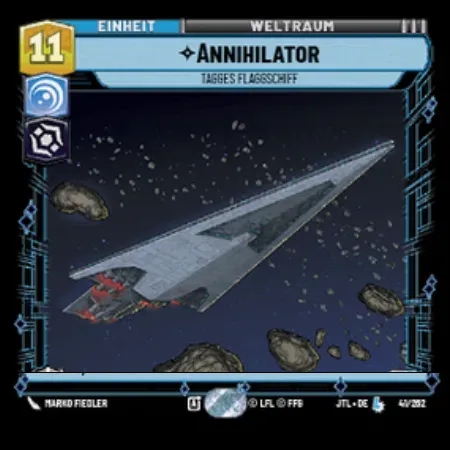 EINHEIT WELTRAUM
11
ANNIHILATOR
TAGGES FLAGGSCHIFF
MARKO FIEDLER © LFL ® FFG JTL • DE 41/262